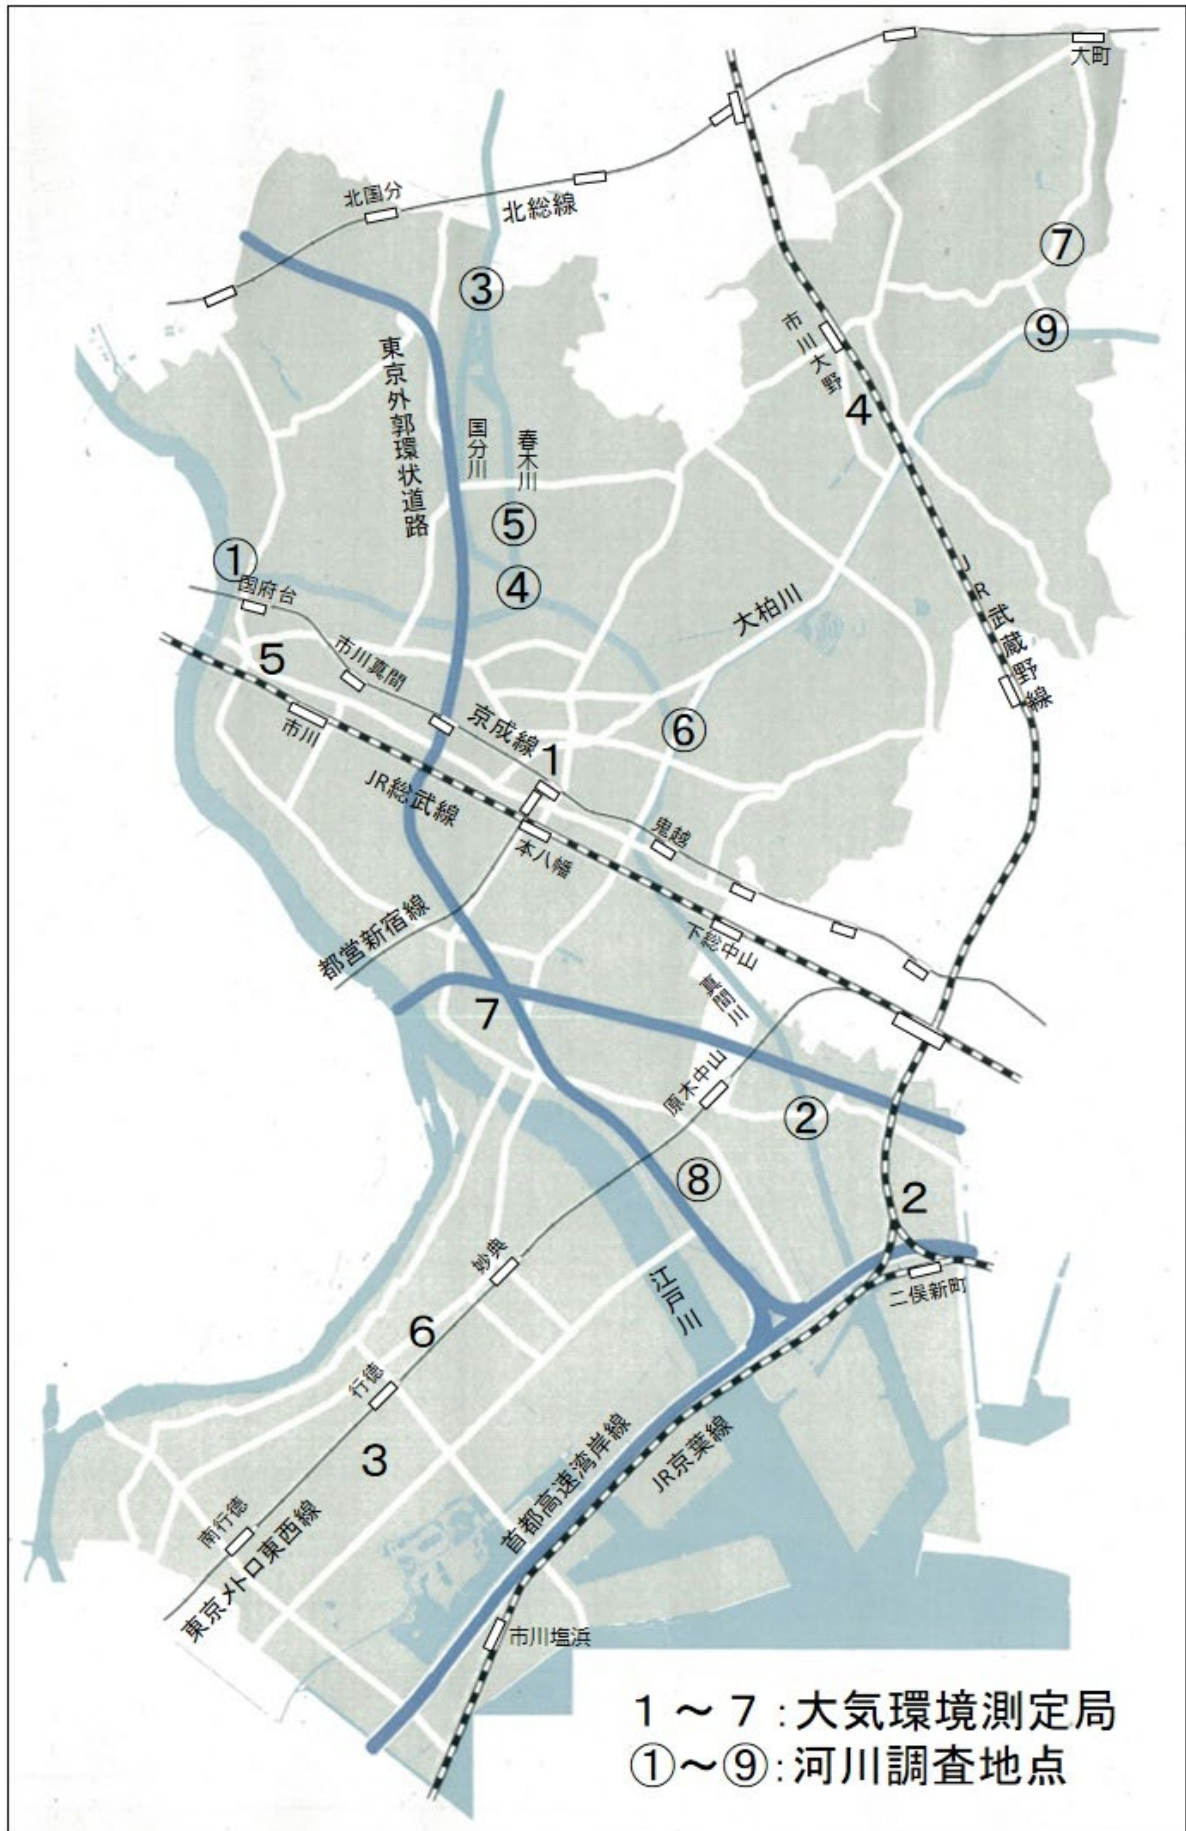 大町
北国分
北総線
⑦
③
⑨
市川大野
東京外郭環状道路
4
国分川
春木川
⑤
①
国府台
④
JR武蔵野線
大柏川
5
市川真間
京成線
⑥
市川
1
JR総武線
鬼越
本八幡
下総中山
都営新宿線
真間川
7
原木中山
②
⑧
2
妙典
江戸川
二俣新町
6
行徳
3
首都高速湾岸線
JR京葉線
南行徳
東京メトロ東西線
市川塩浜
1～7:大気環境測定局
①～⑨:河川調査地点